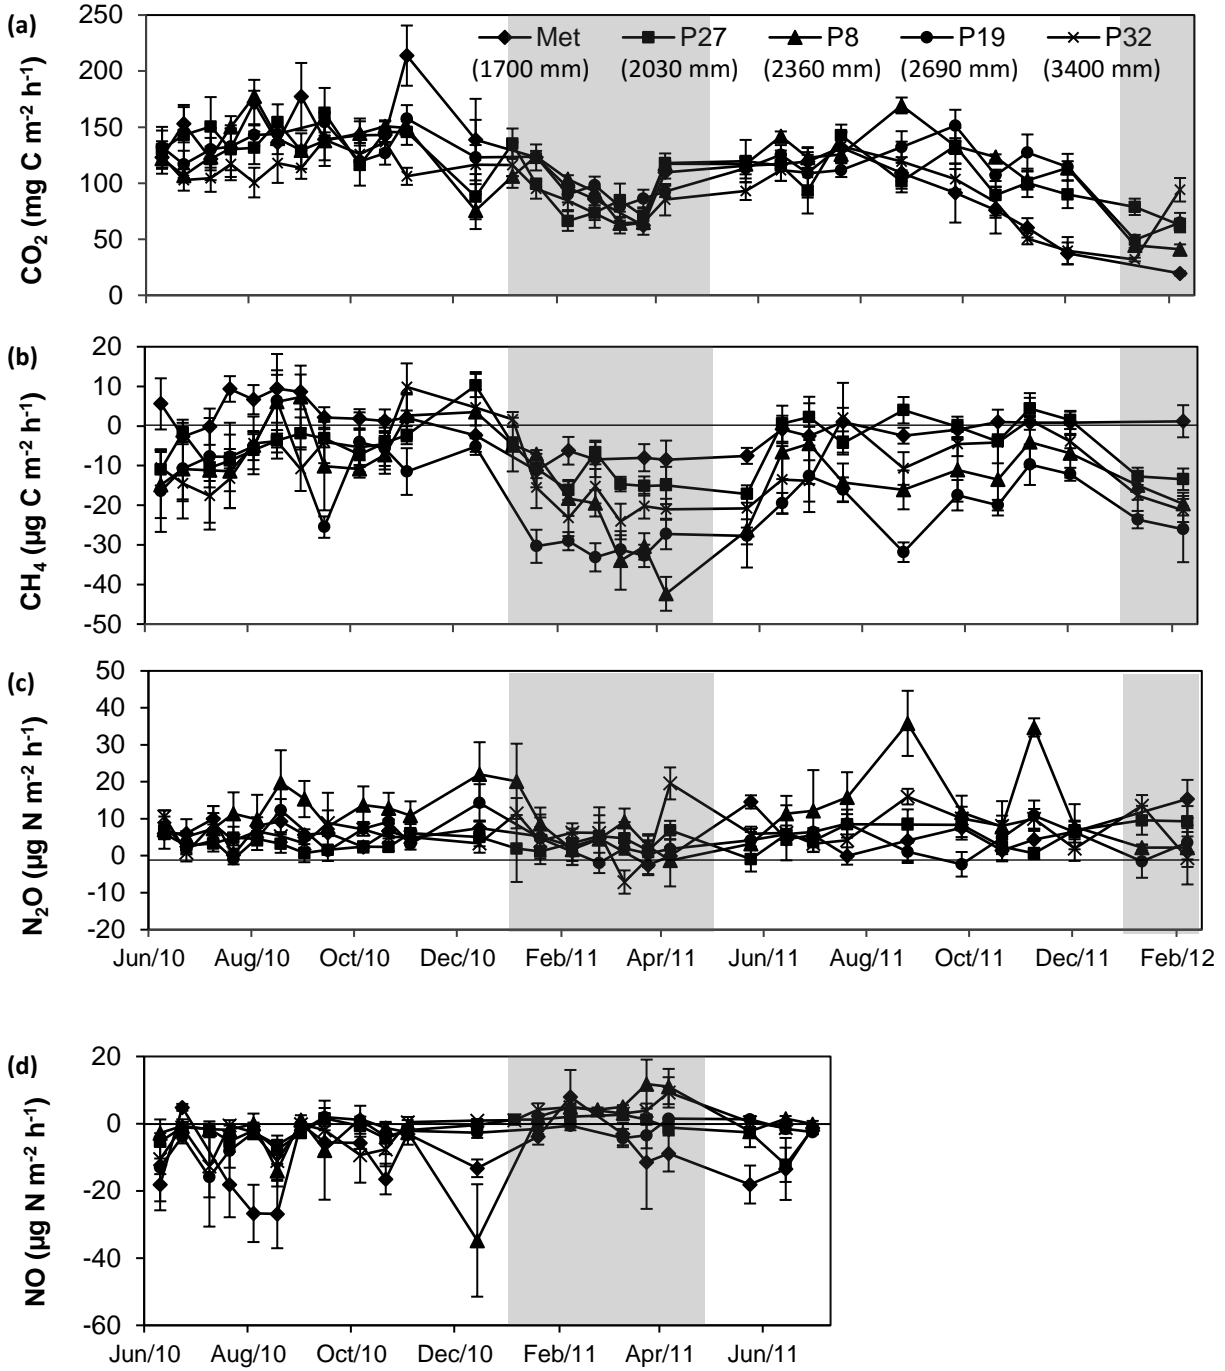 (a)
250
200
150
100
50
0
CO₂ (mg C m⁻² h⁻¹)
Met P27 P8 P19 P32
(1700 mm) (2030 mm) (2360 mm) (2690 mm) (3400 mm)
(b)
20
10
0
-10
-20
-30
-40
-50
CH₄ (µg C m⁻² h⁻¹)
(c)
50
40
30
20
10
0
-10
-20
N₂O (µg N m⁻² h⁻¹)
Jun/10 Aug/10 Oct/10 Dec/10 Feb/11 Apr/11 Jun/11 Aug/11 Oct/11 Dec/11 Feb/12
(d)
20
0
-20
-40
-60
NO (µg N m⁻² h⁻¹)
Jun/10 Aug/10 Oct/10 Dec/10 Feb/11 Apr/11 Jun/11